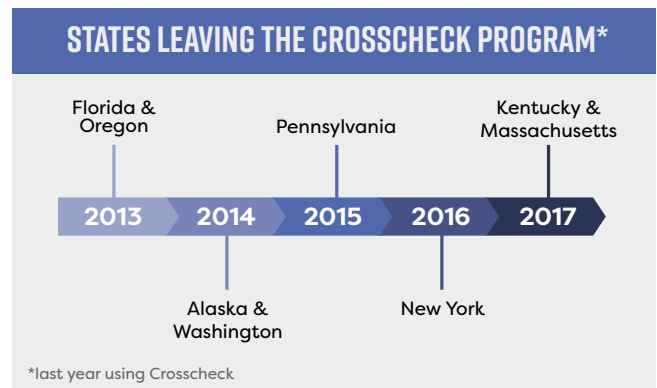 STATES LEAVING THE CROSSCHECK PROGRAM*
Florida &
Oregon
Pennsylvania
Kentucky &
Massachusetts
2013
2014
2015
2016
2017
Alaska &
Washington
New York
*last year using Crosscheck